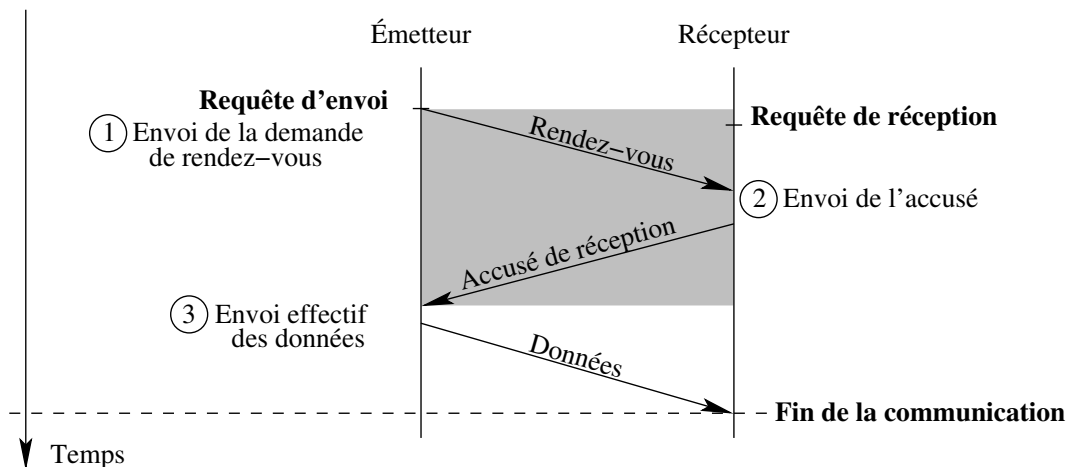 Émetteur
Récepteur
Requête d'envoi
1 Envoi de la demande
de rendez−vous
Rendez−vous
Requête de réception
2 Envoi de l'accusé
Accusé de réception
3 Envoi effectif
des données
Données
Fin de la communication
Temps